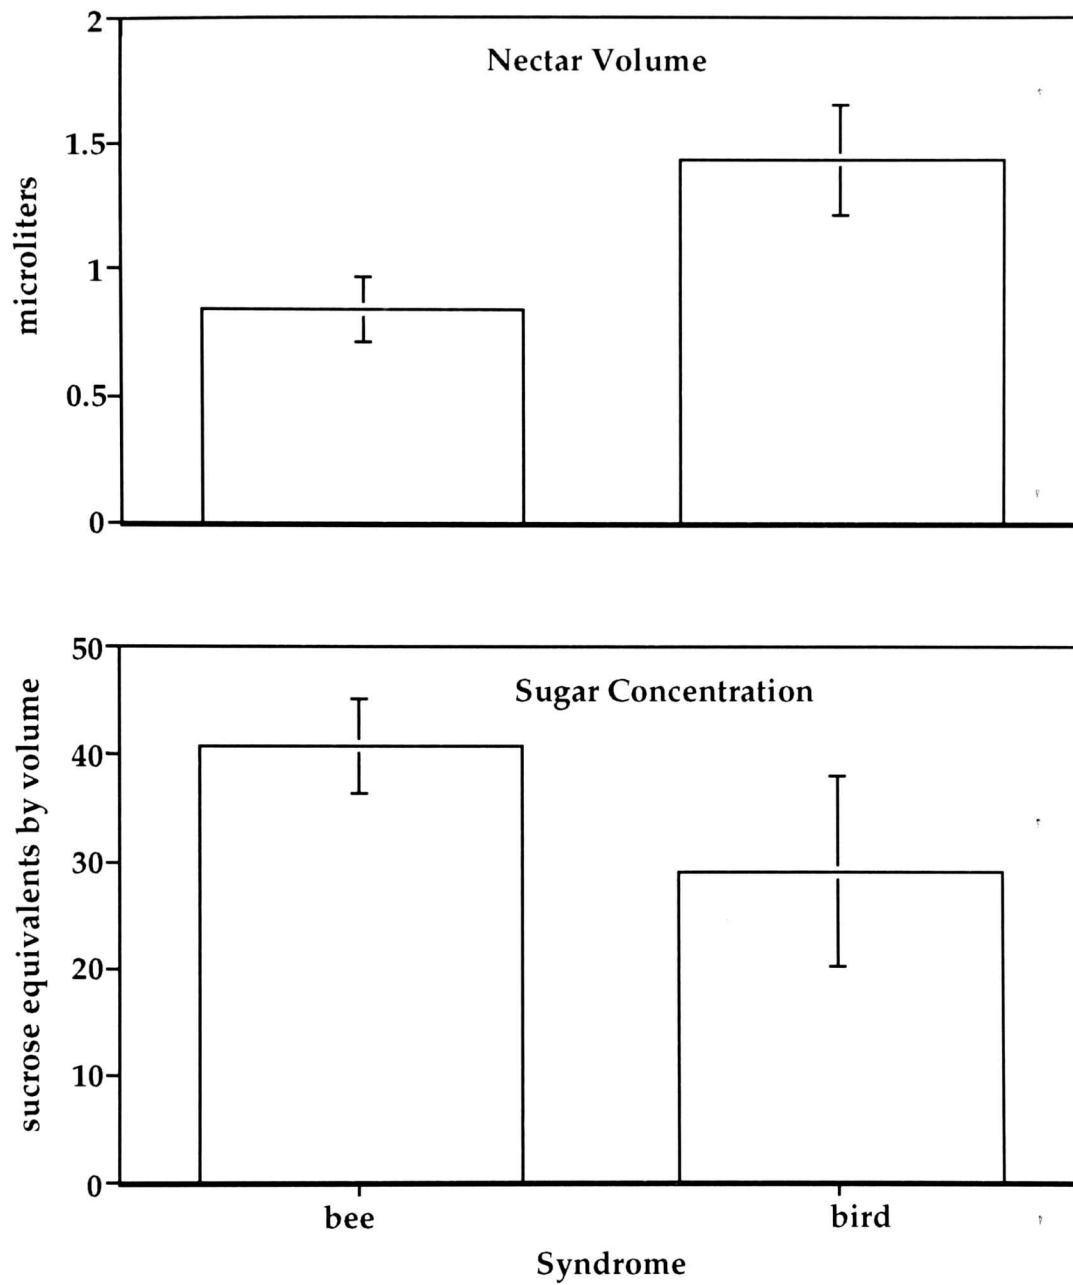 2
Nectar Volume
1.5
microliters
1
0.5
0
50
Sugar Concentration
sucrose equivalents by volume
40
30
20
10
0
bee
bird
Syndrome